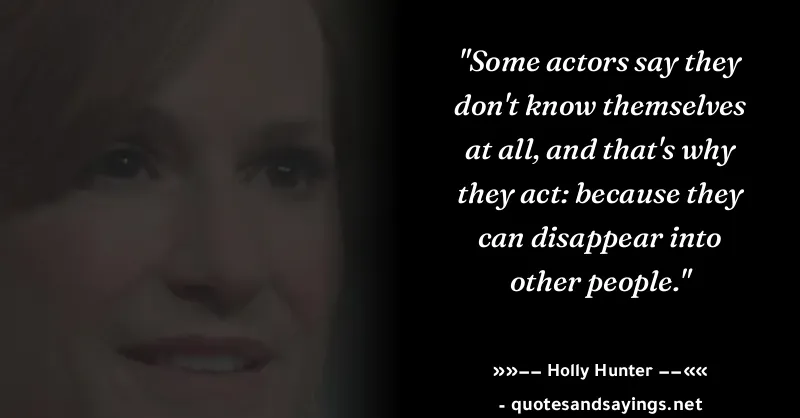 "Some actors say they
don't know themselves
at all, and that's why
they act: because they
can disappear into
other people."
»»–– Holly Hunter ––««
- quotesandsayings.net